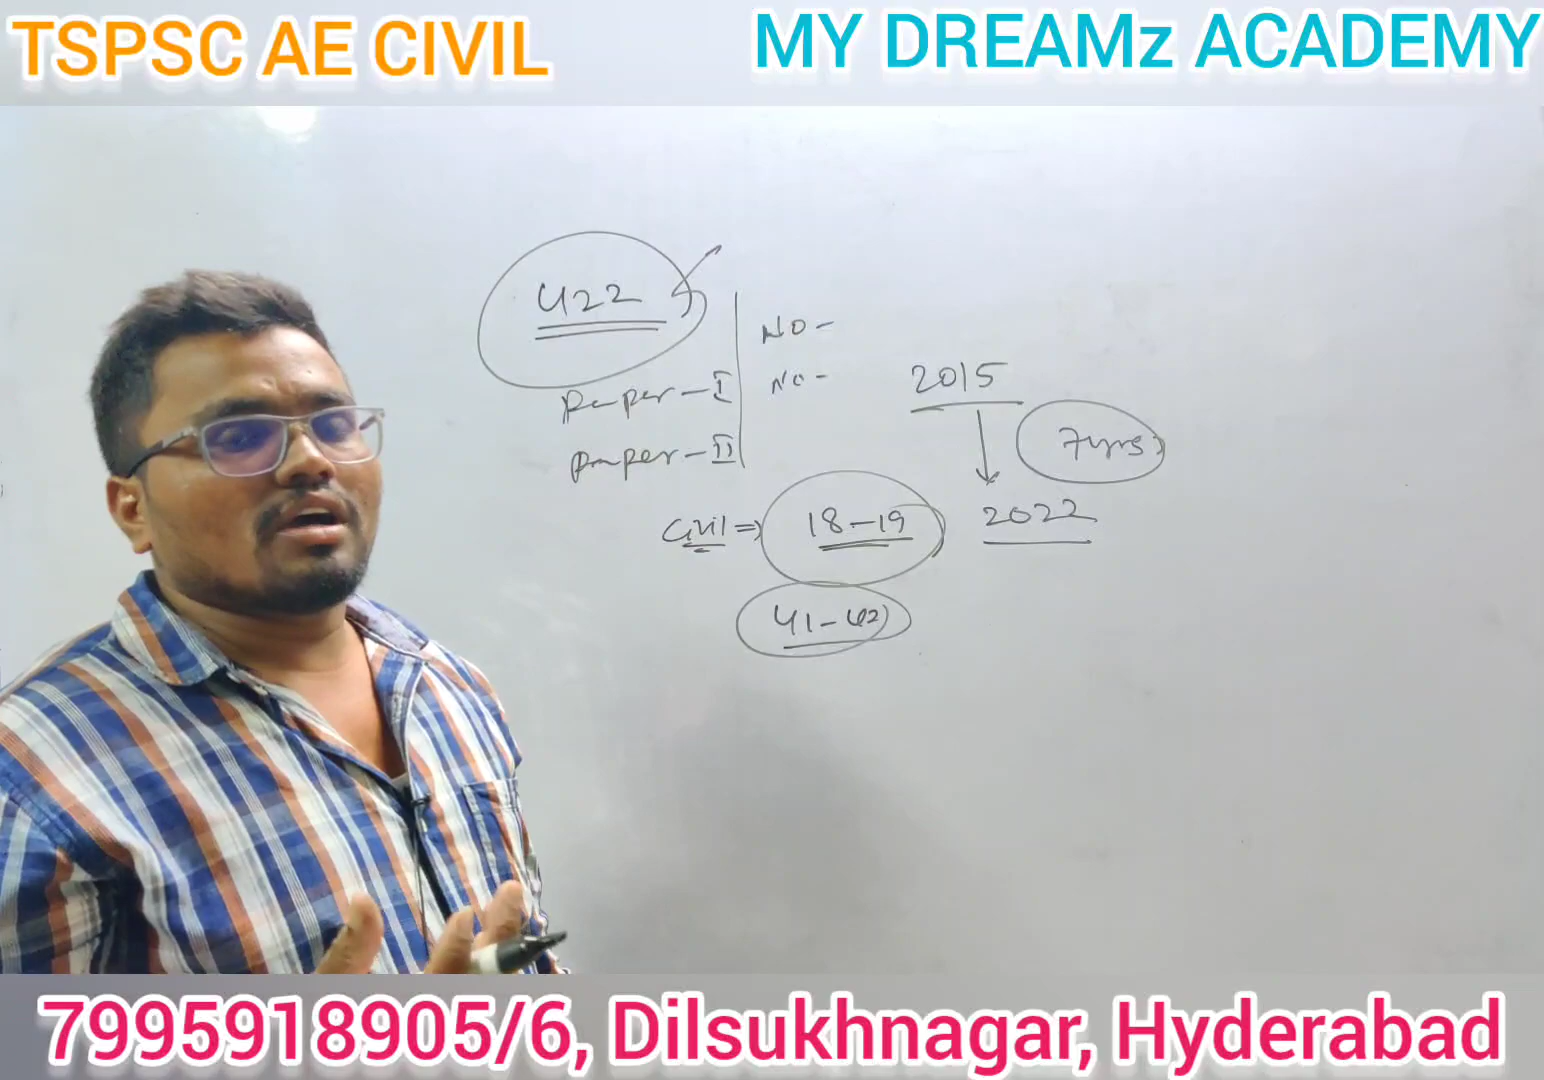 TSPSC AE CIVIL
MY DREAMz ACADEMY
422
NO -
No -
Paper - I
Paper - II
2015
7yrs
2022
Civil => 18-19
41-42)
7995918905/6, Dilsukhnagar, Hyderabad